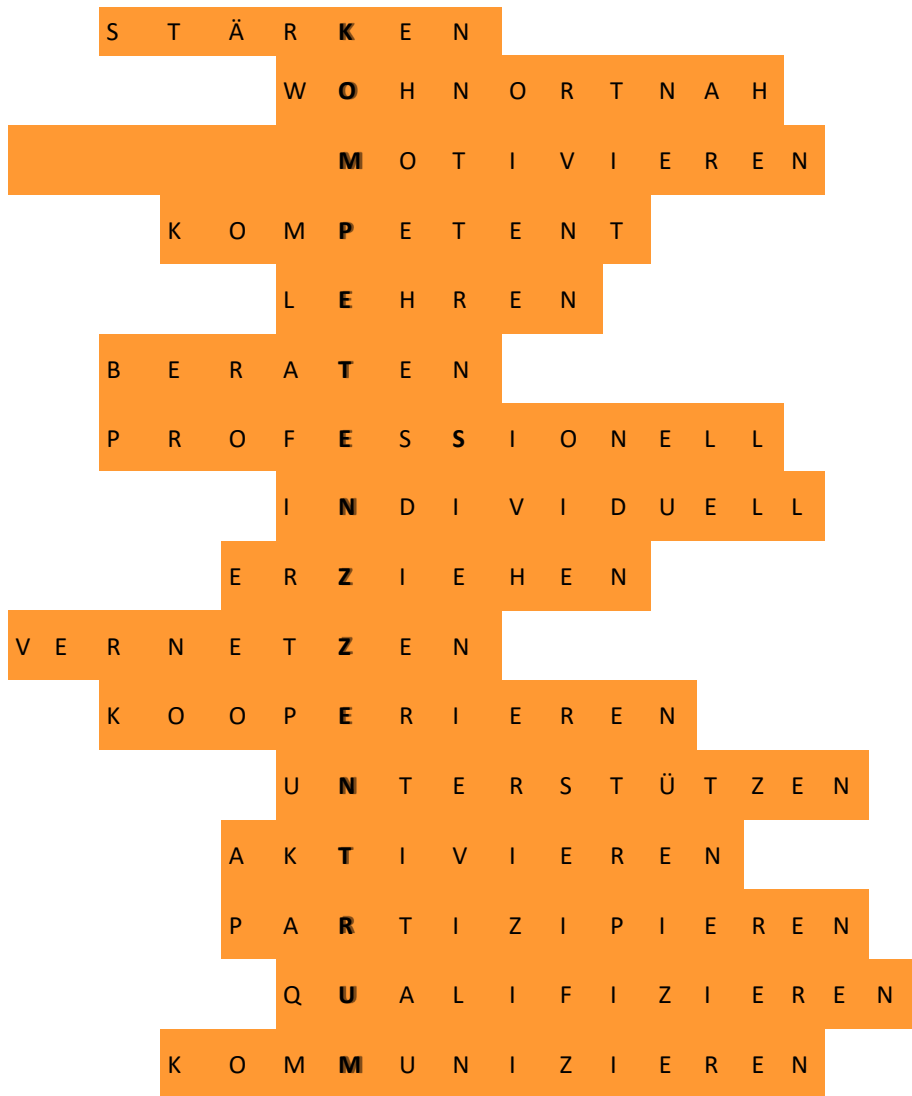 STÄRKEN
WOHNORTNAH
MOTIVIEREN
KOMPETENT
LEHREN
BERATEN
PROFESSIONELL
INDIVIDUELL
ERZIEHEN
VERNETZEN
KOOPERIEREN
UNTERSTÜTZEN
AKTIVIEREN
PARTIZIPIEREN
QUALIFIZIEREN
KOMMUNIZIEREN